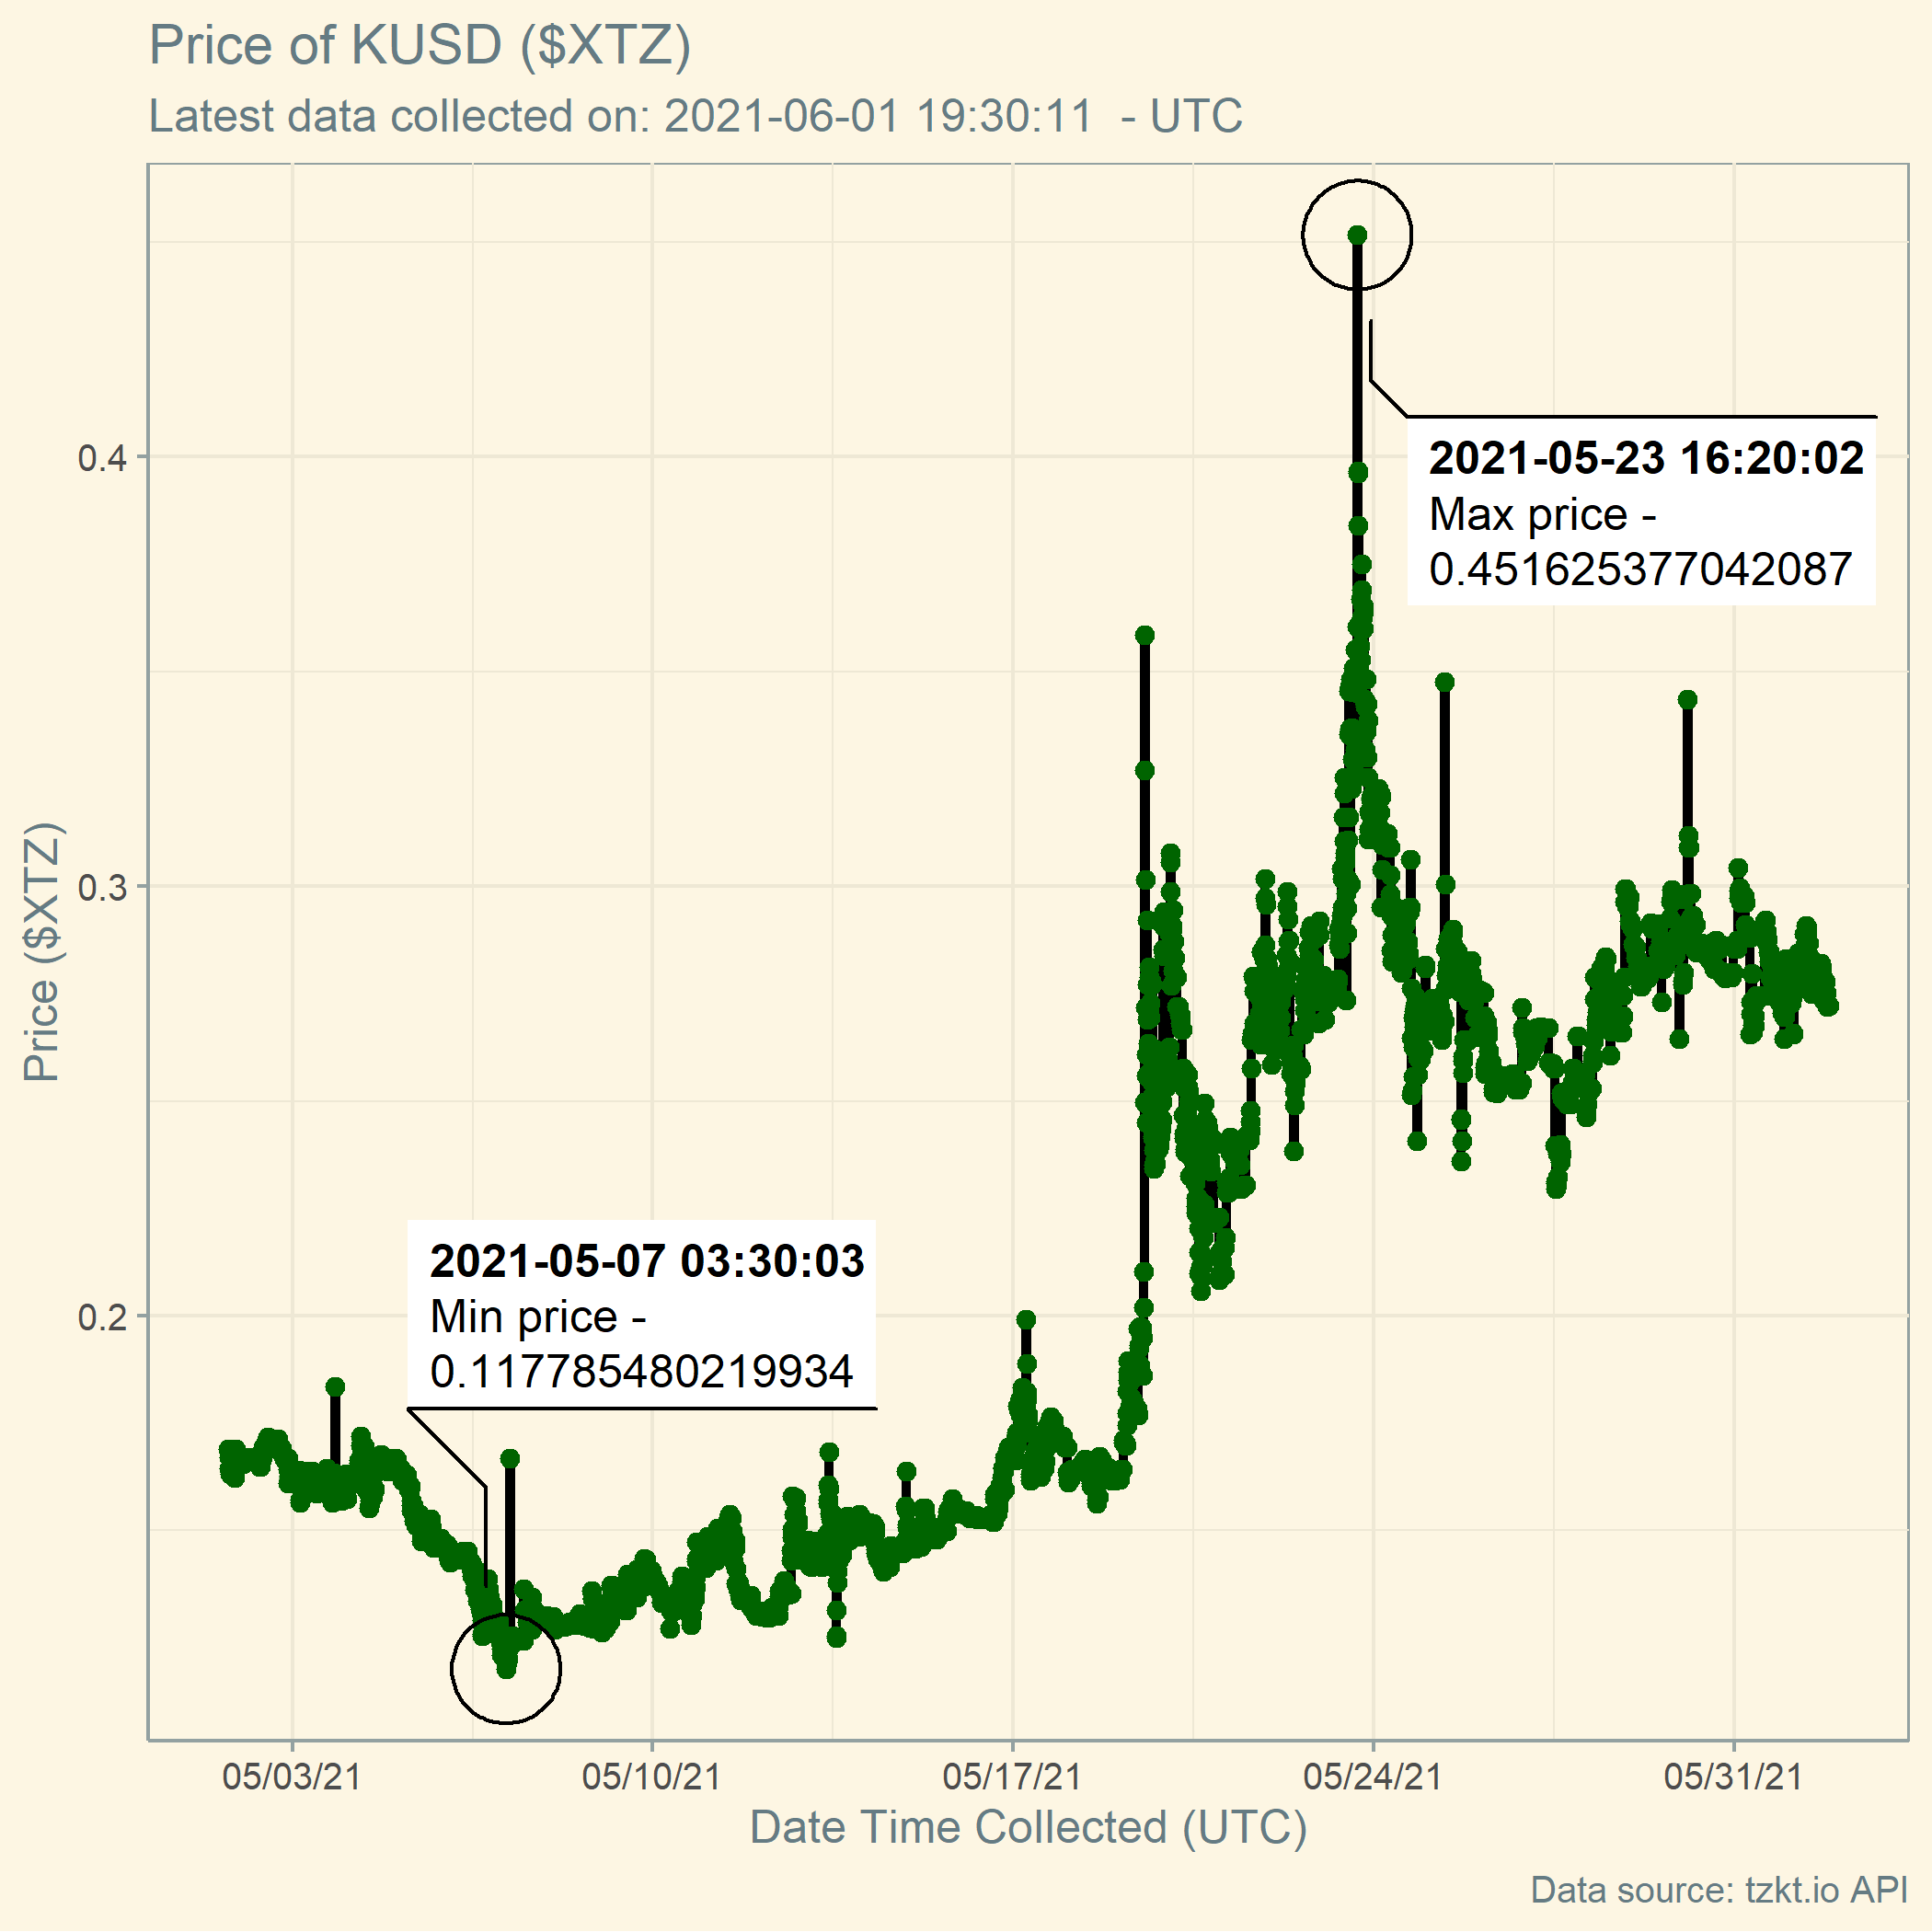 Price of KUSD ($XTZ)
Latest data collected on: 2021-06-01 19:30:11  - UTC
2021-05-23 16:20:02
Max price -
0.451625377042087
2021-05-07 03:30:03
Min price -
0.117785480219934
Price ($XTZ)
0.4
0.3
0.2
05/03/21
05/10/21
05/17/21
05/24/21
05/31/21
Date Time Collected (UTC)
Data source: tzkt.io API